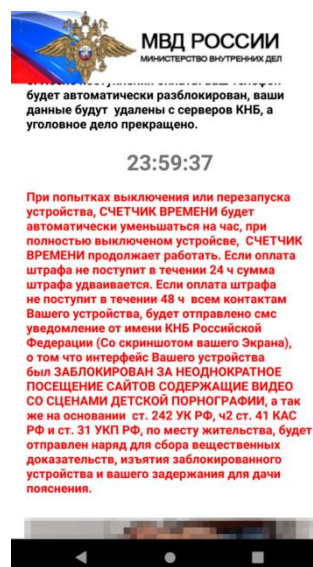 МВД РОССИИ
МИНИСТЕРСТВО ВНУТРЕННИХ ДЕЛ
будет автоматически разблокирован, ваши
данные будут удалены с серверов КНБ, а
уголовное дело прекращено.
23:59:37
При попытках выключения или перезапуска
устройства, СЧЕТЧИК ВРЕМЕНИ будет
автоматически уменьшаться на час, при
полностью выключеном устройсве, СЧЕТЧИК
ВРЕМЕНИ продолжает работать. Если оплата
штрафа не поступит в течении 24 ч сумма
штрафа удваивается. Если оплата штрафа
не поступит в течении 48 ч всем контактам
Вашего устройства, будет отправлено смс
уведомление от имени КНБ Российской
Федерации (Со скриншотом вашего Экрана),
о том что интерфейс Вашего устройства
был ЗАБЛОКИРОВАН ЗА НЕОДНОКРАТНОЕ
ПОСЕЩЕНИЕ САЙТОВ СОДЕРЖАЩИЕ ВИДЕО
СО СЦЕНАМИ ДЕТСКОЙ ПОРНОГРАФИИ, а так
же на основании ст. 242 УК РФ, ч2 ст. 41 КАС
РФ и ст. 31 УКП РФ, по месту жительства, будет
отправлен наряд для сбора вещественных
доказательств, изъятия заблокированного
устройства и вашего задержания для дачи
пояснения.